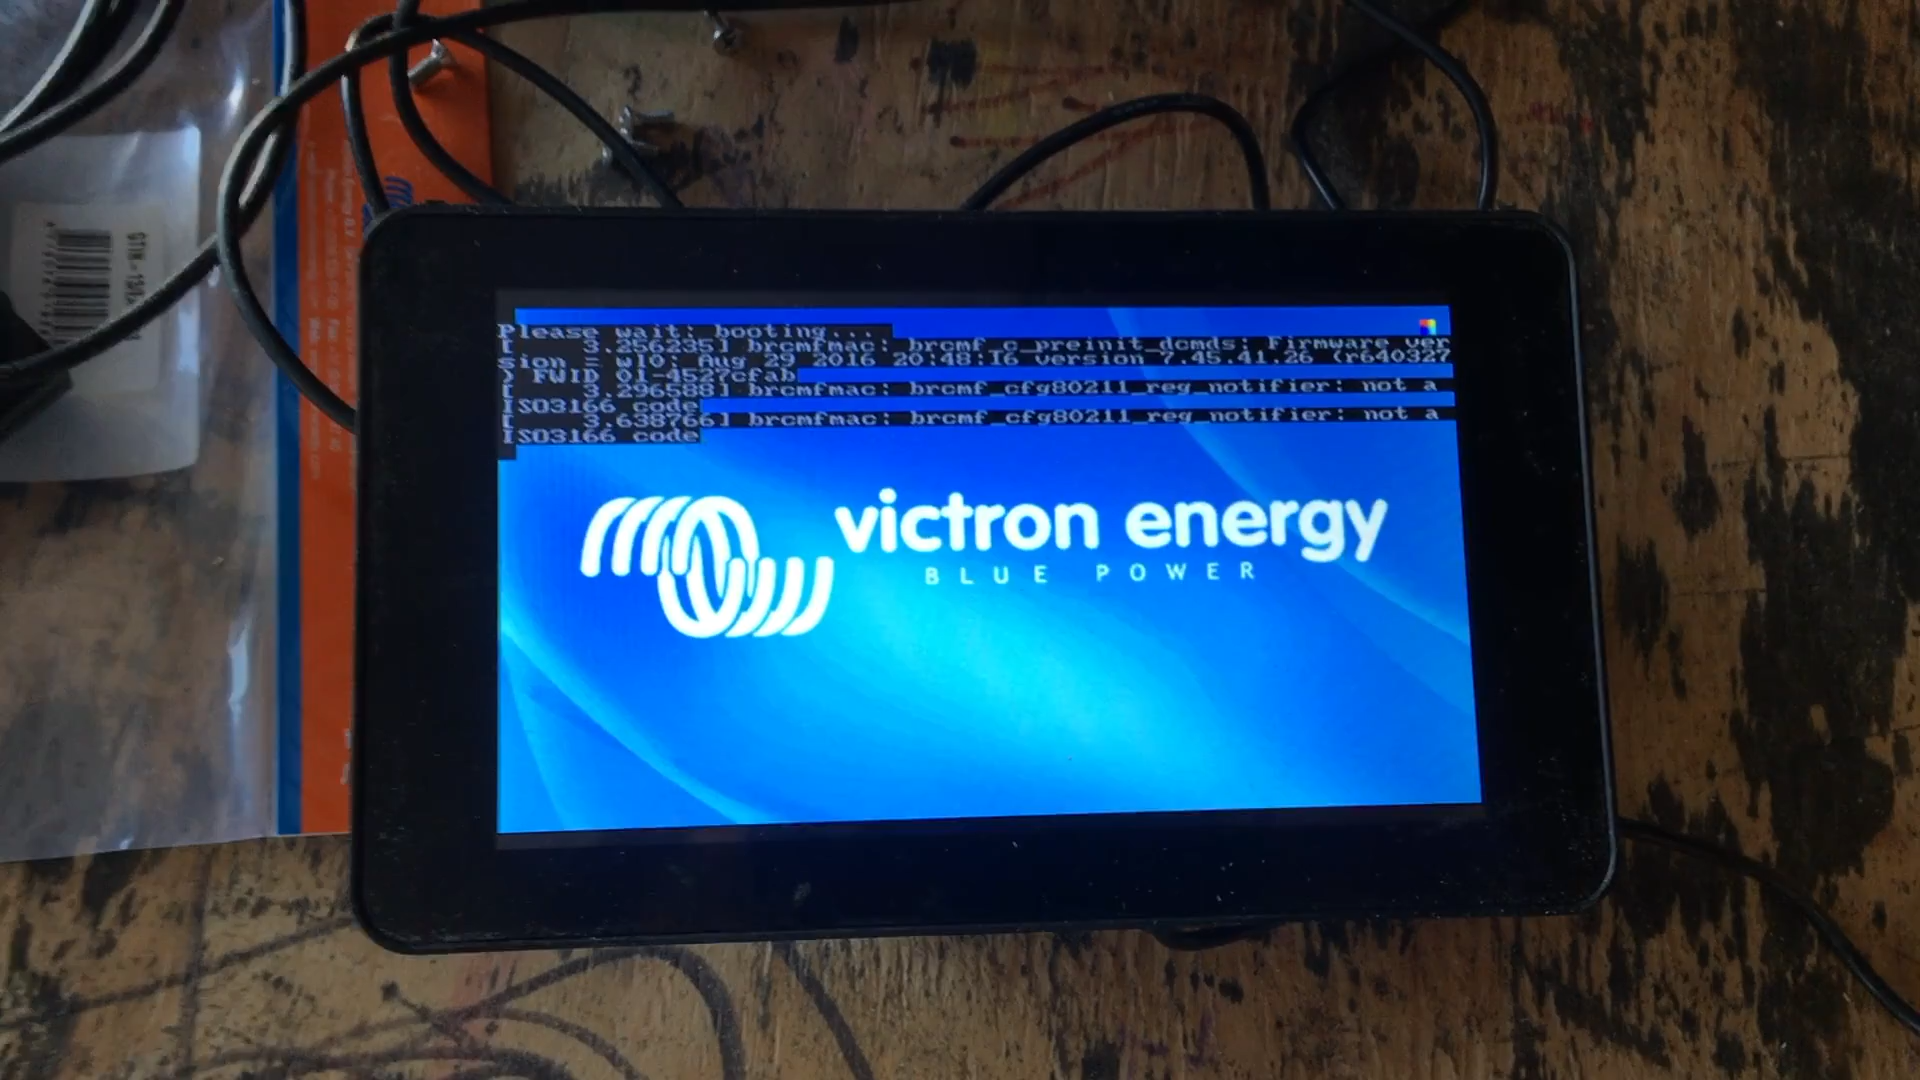 Please wait: booting...
[    3.256235] brcmfmac: brcmf_c_preinit_dcmds: Firmware ver
sion = wl0: Aug 29 2016 20:48:16 version 7.45.41.26 (r640327
) FWID 01-4527cfab
[    3.296588] brcmfmac: brcmf_cfg80211_reg_notifier: not a
ISO3166 code
[    3.638766] brcmfmac: brcmf_cfg80211_reg_notifier: not a
ISO3166 code
victron energy
BLUE POWER